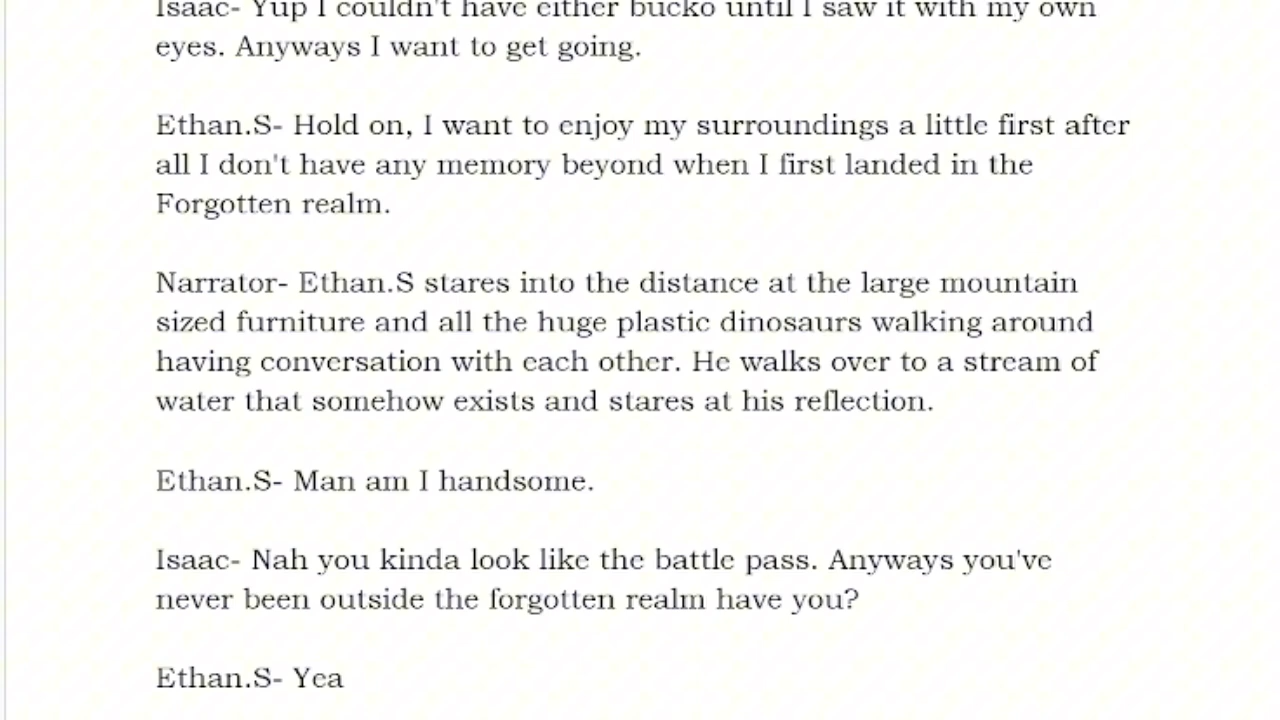 Isaac- Yup I couldn't have either bucko until I saw it with my own
eyes. Anyways I want to get going.
Ethan.S- Hold on, I want to enjoy my surroundings a little first after
all I don't have any memory beyond when I first landed in the
Forgotten realm.
Narrator- Ethan.S stares into the distance at the large mountain
sized furniture and all the huge plastic dinosaurs walking around
having conversation with each other. He walks over to a stream of
water that somehow exists and stares at his reflection.
Ethan.S- Man am I handsome.
Isaac- Nah you kinda look like the battle pass. Anyways you've
never been outside the forgotten realm have you?
Ethan.S- Yea